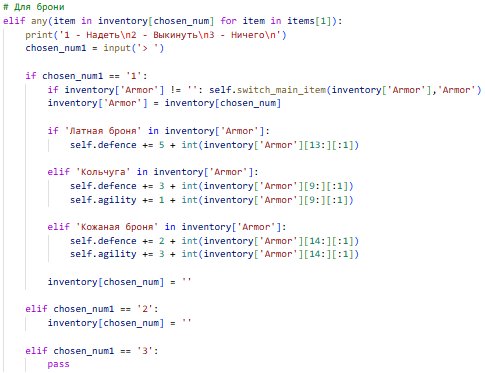 # Для брони
elif any(item in inventory[chosen_num] for item in items[1]):
print('1 - Надеть\n2 - Выкинуть\n3 - Ничего\n')
chosen_num1 = input('> ')
if chosen_num1 == '1':
if inventory['Armor'] != '': self.switch_main_item(inventory['Armor'],'Armor')
inventory['Armor'] = inventory[chosen_num]
if 'Латная броня' in inventory['Armor']:
self.defence += 5 + int(inventory['Armor'][13:][:1])
elif 'Кольчуга' in inventory['Armor']:
self.defence += 3 + int(inventory['Armor'][9:][:1])
self.agility += 1 + int(inventory['Armor'][9:][:1])
elif 'Кожаная броня' in inventory['Armor']:
self.defence += 2 + int(inventory['Armor'][14:][:1])
self.agility += 3 + int(inventory['Armor'][14:][:1])
inventory[chosen_num] = ''
elif chosen_num1 == '2':
inventory[chosen_num] = ''
elif chosen_num1 == '3':
pass